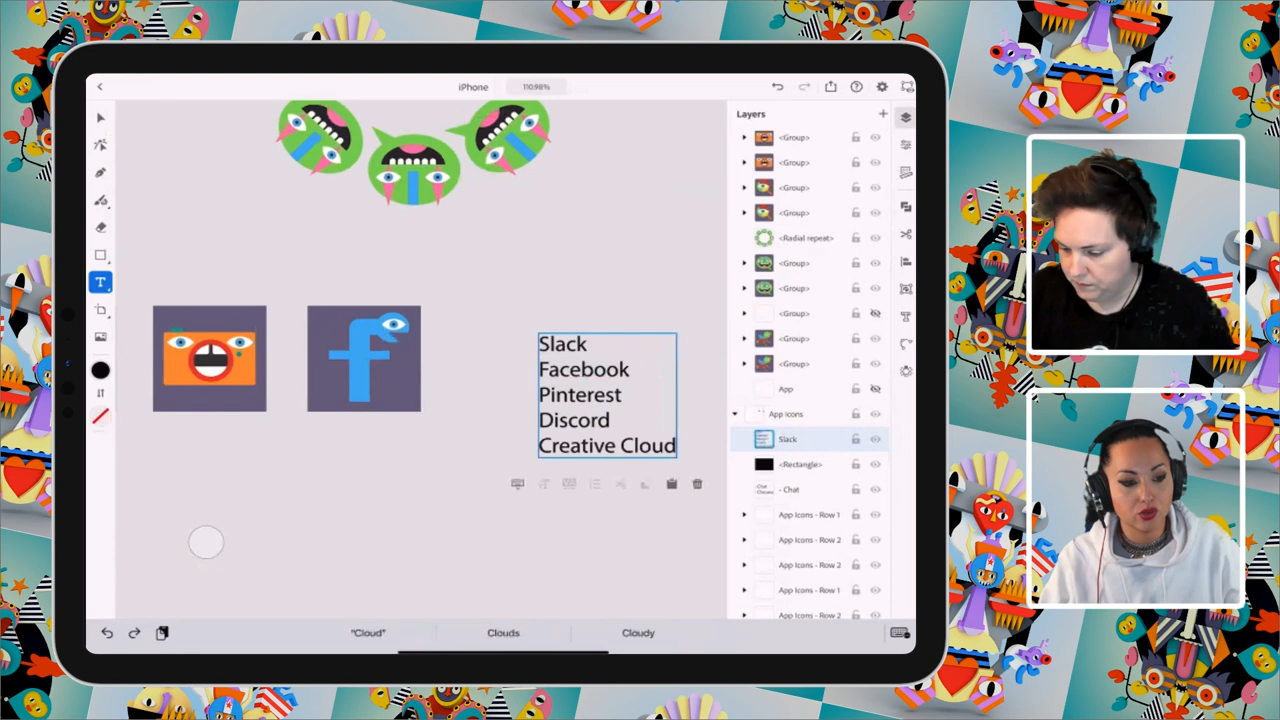 iPhone
110.98%
Layers
<Group>
<Group>
<Group>
<Group>
<Radial repeat>
<Group>
<Group>
<Group>
<Group>
<Group>
App
App Icons
Slack
<Rectangle>
- Chat
App Icons - Row 1
App Icons - Row 2
App Icons - Row 2
App Icons - Row 1
App Icons - Row 2
Slack
Facebook
Pinterest
Discord
Creative Cloud
"Cloud"
Clouds
Cloudy